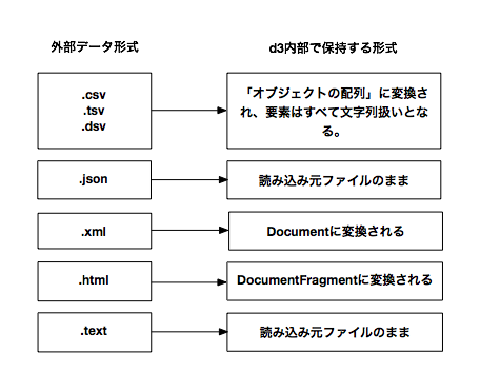 外部データ形式
d3内部で保持する形式
.csv
.tsv
.dsv
『オブジェクトの配列』に変換さ
れ、要素はすべて文字列扱いとな
る。
.json
読み込み元ファイルのまま
.xml
Documentに変換される
.html
DocumentFragmentに変換される
.text
読み込み元ファイルのまま